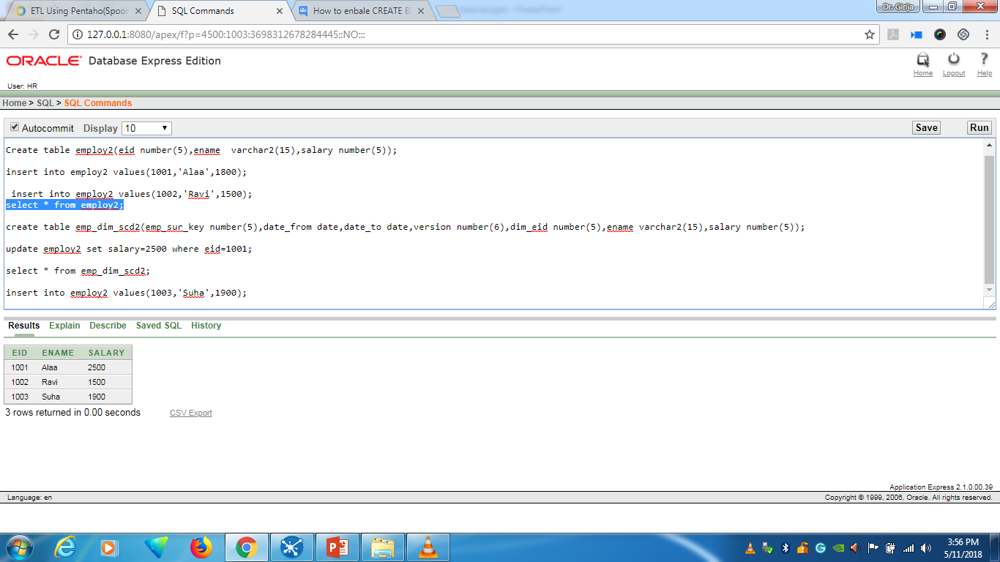 ETL Using Pentaho(Spoon
SQL Commands
How to enbale CREATE BI
Dr. Girija
127.0.0.1:8080/apex/f?p=4500:1003:3698312678284445::NO:::
ORACLE Database Express Edition
Home Logout Help
User: HR
Home > SQL > SQL Commands
Autocommit Display 10 Save Run
Create table employ2(eid number(5),ename  varchar2(15),salary number(5));
insert into employ2 values(1001,'Alaa',1800);
insert into employ2 values(1002,'Ravi',1500);
select * from employ2;
create table emp_dim_scd2(emp_sur_key number(5),date_from date,date_to date,version number(6),dim_eid number(5),ename varchar2(15),salary number(5));
update employ2 set salary=2500 where eid=1001;
select * from emp_dim_scd2;
insert into employ2 values(1003,'Suha',1900);
Results Explain Describe Saved SQL History
EID ENAME SALARY
1001 Alaa 2500
1002 Ravi 1500
1003 Suha 1900
3 rows returned in 0.00 seconds CSV Export
Application Express 2.1.0.00.39
Language: en Copyright © 1999, 2006, Oracle. All rights reserved.
3:56 PM
5/11/2018